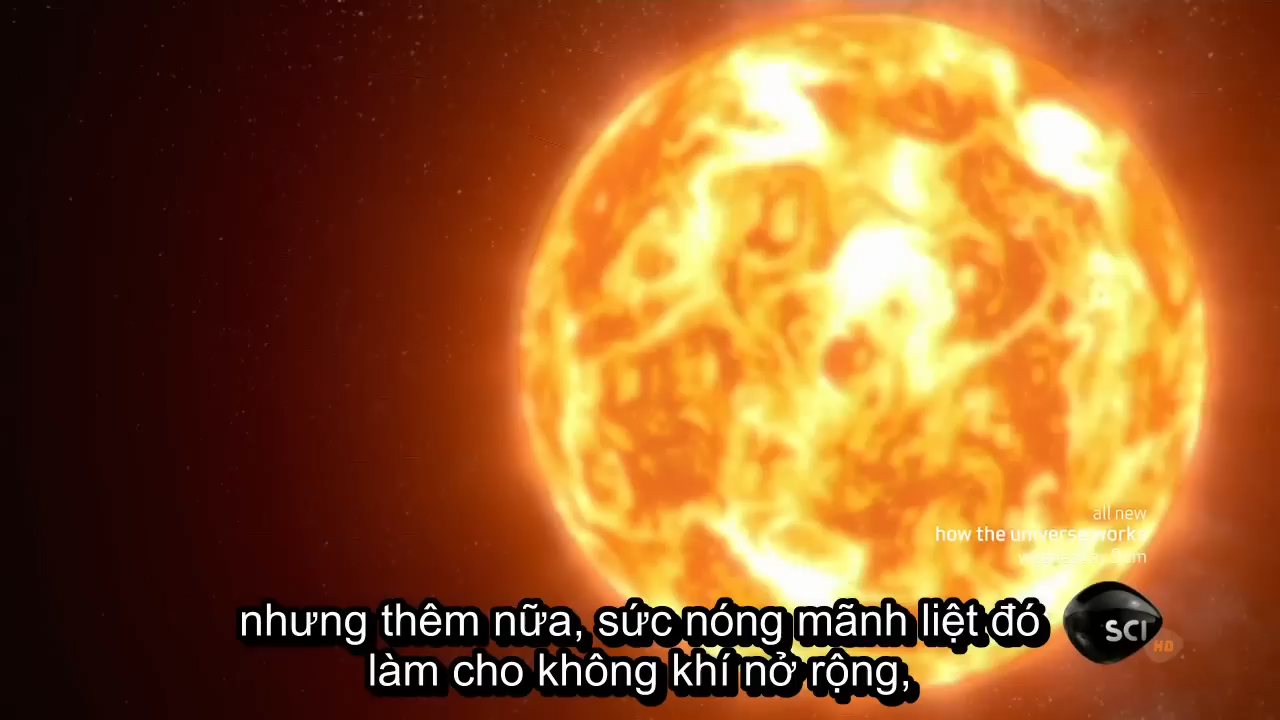 all new
how the universe works
nhưng thêm nữa, sức nóng mãnh liệt đó
làm cho không khí nở rộng,
SCI
HD